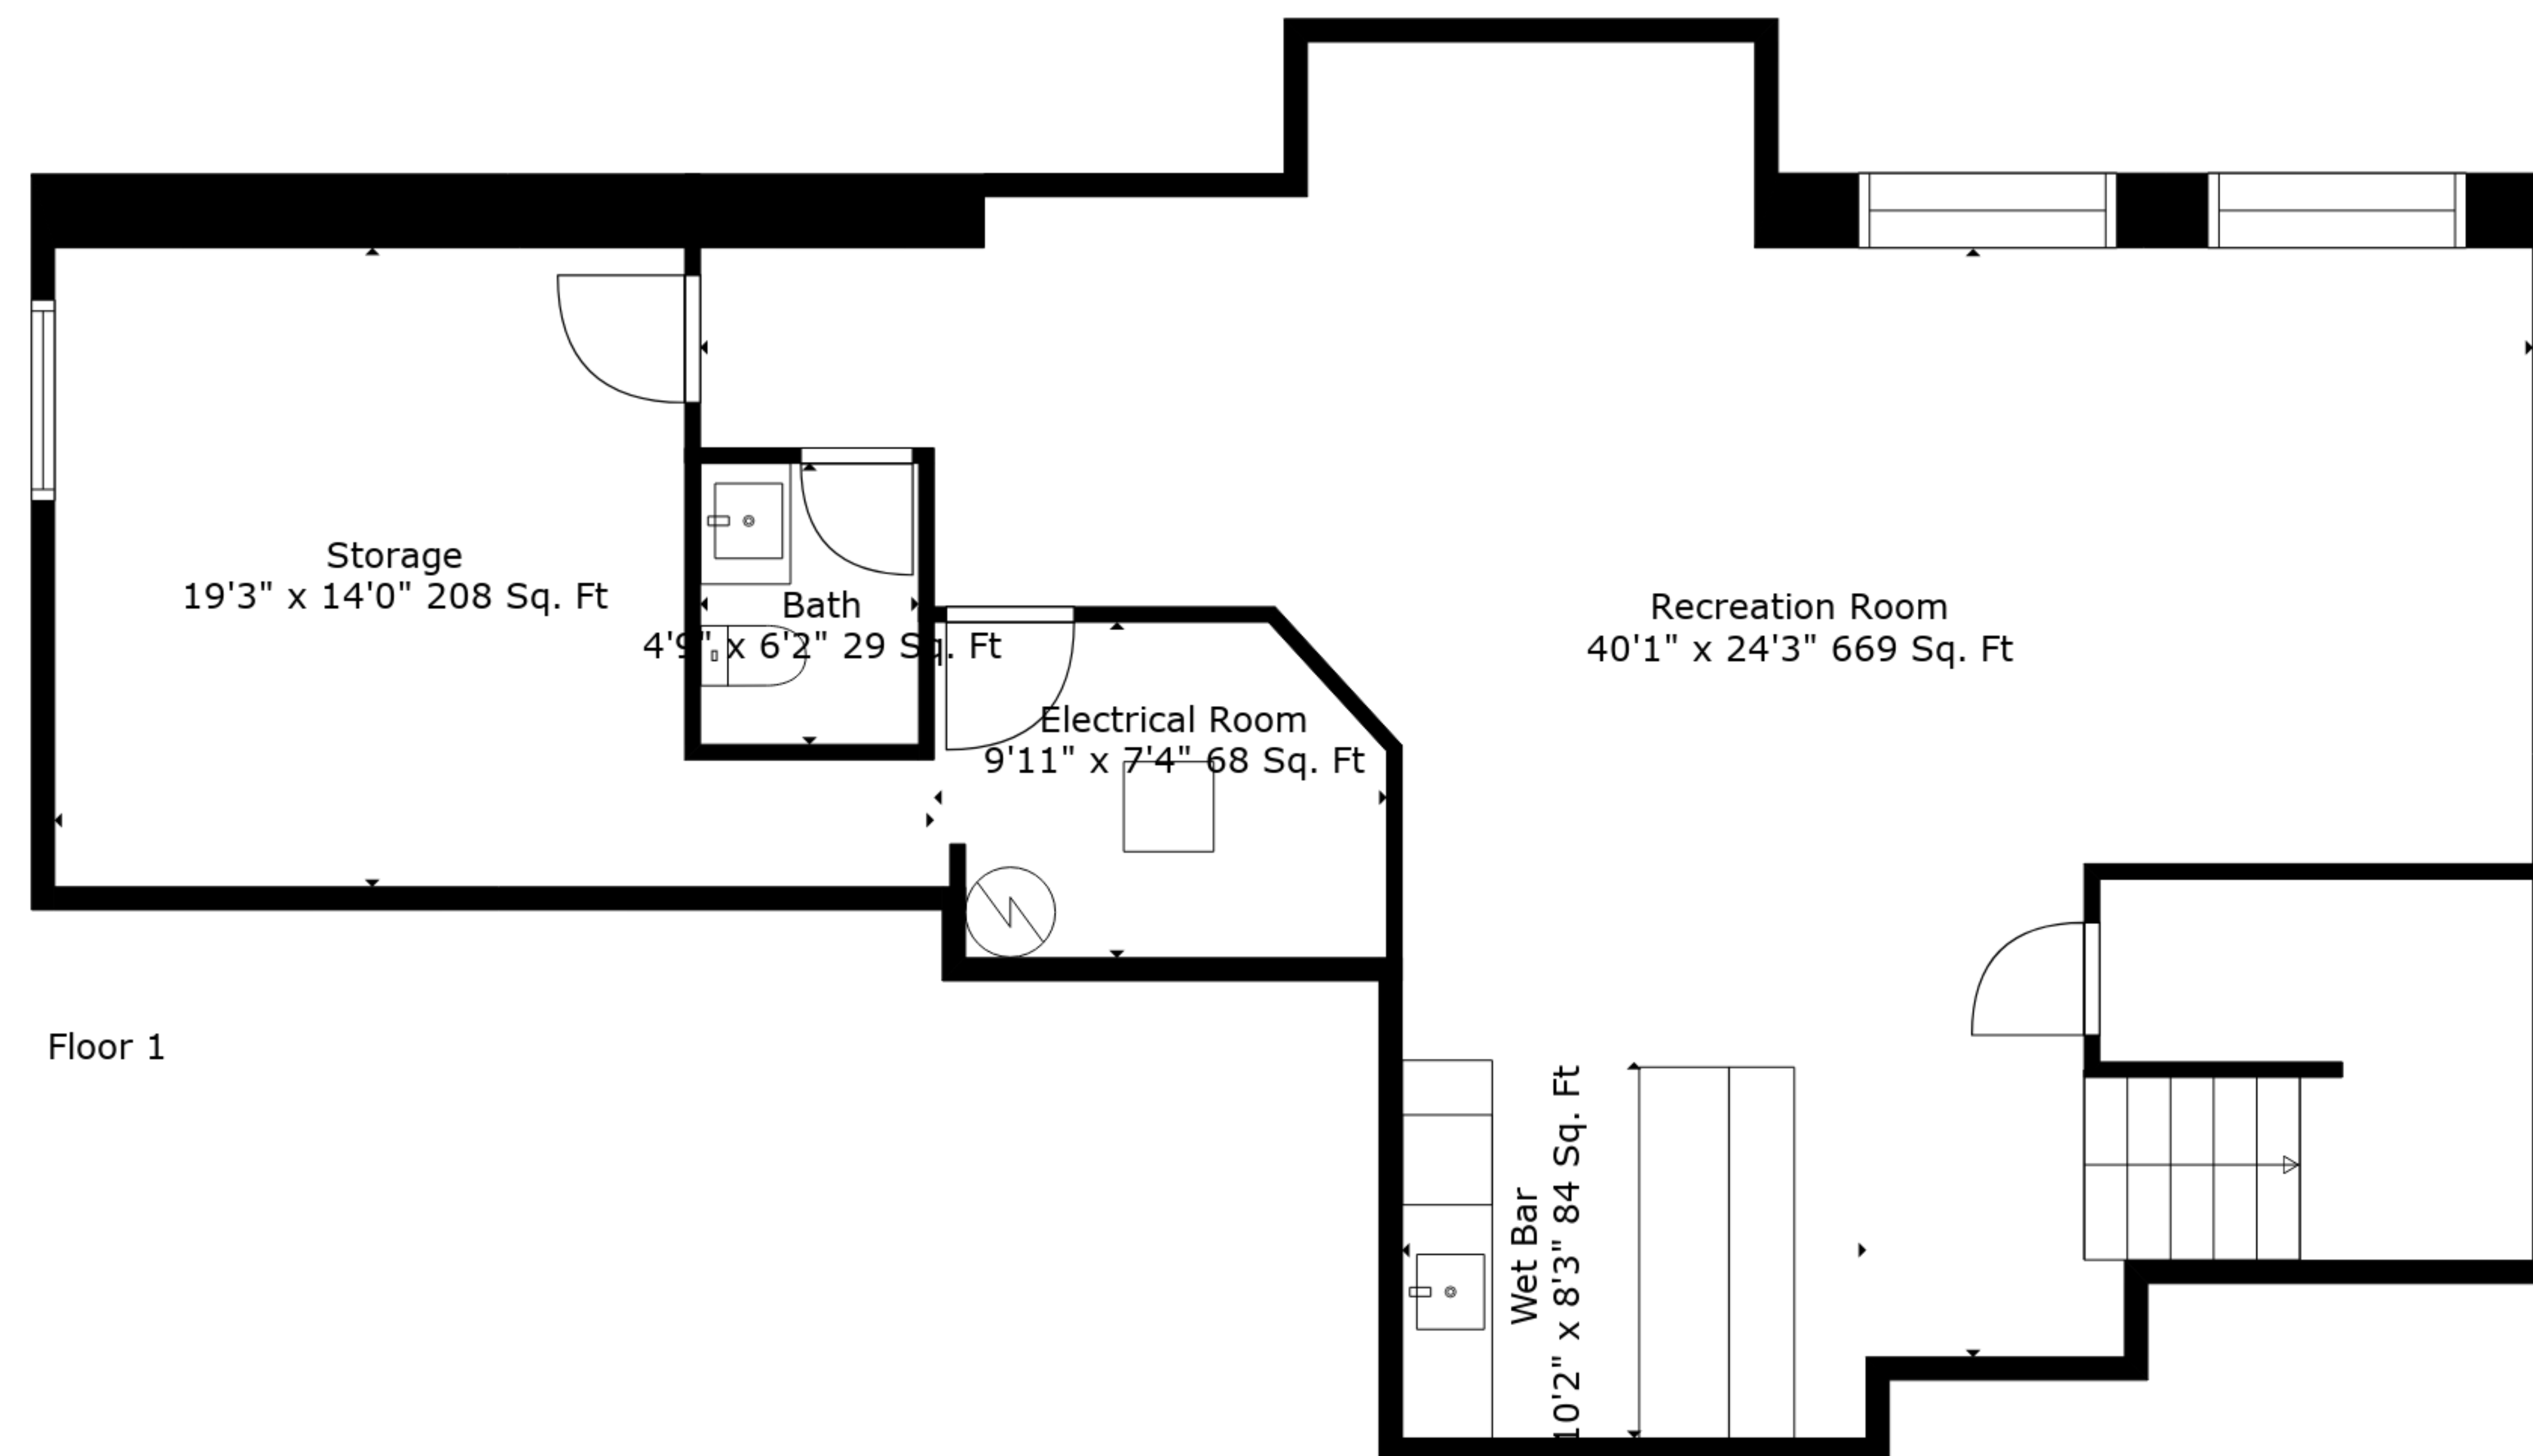 Storage
19'3" x 14'0" 208 Sq. Ft
Bath
4'9" x 6'2" 29 Sq. Ft
Electrical Room
9'11" x 7'4" 68 Sq. Ft
Recreation Room
40'1" x 24'3" 669 Sq. Ft
Wet Bar
10'2" x 8'3" 84 Sq. Ft
Floor 1